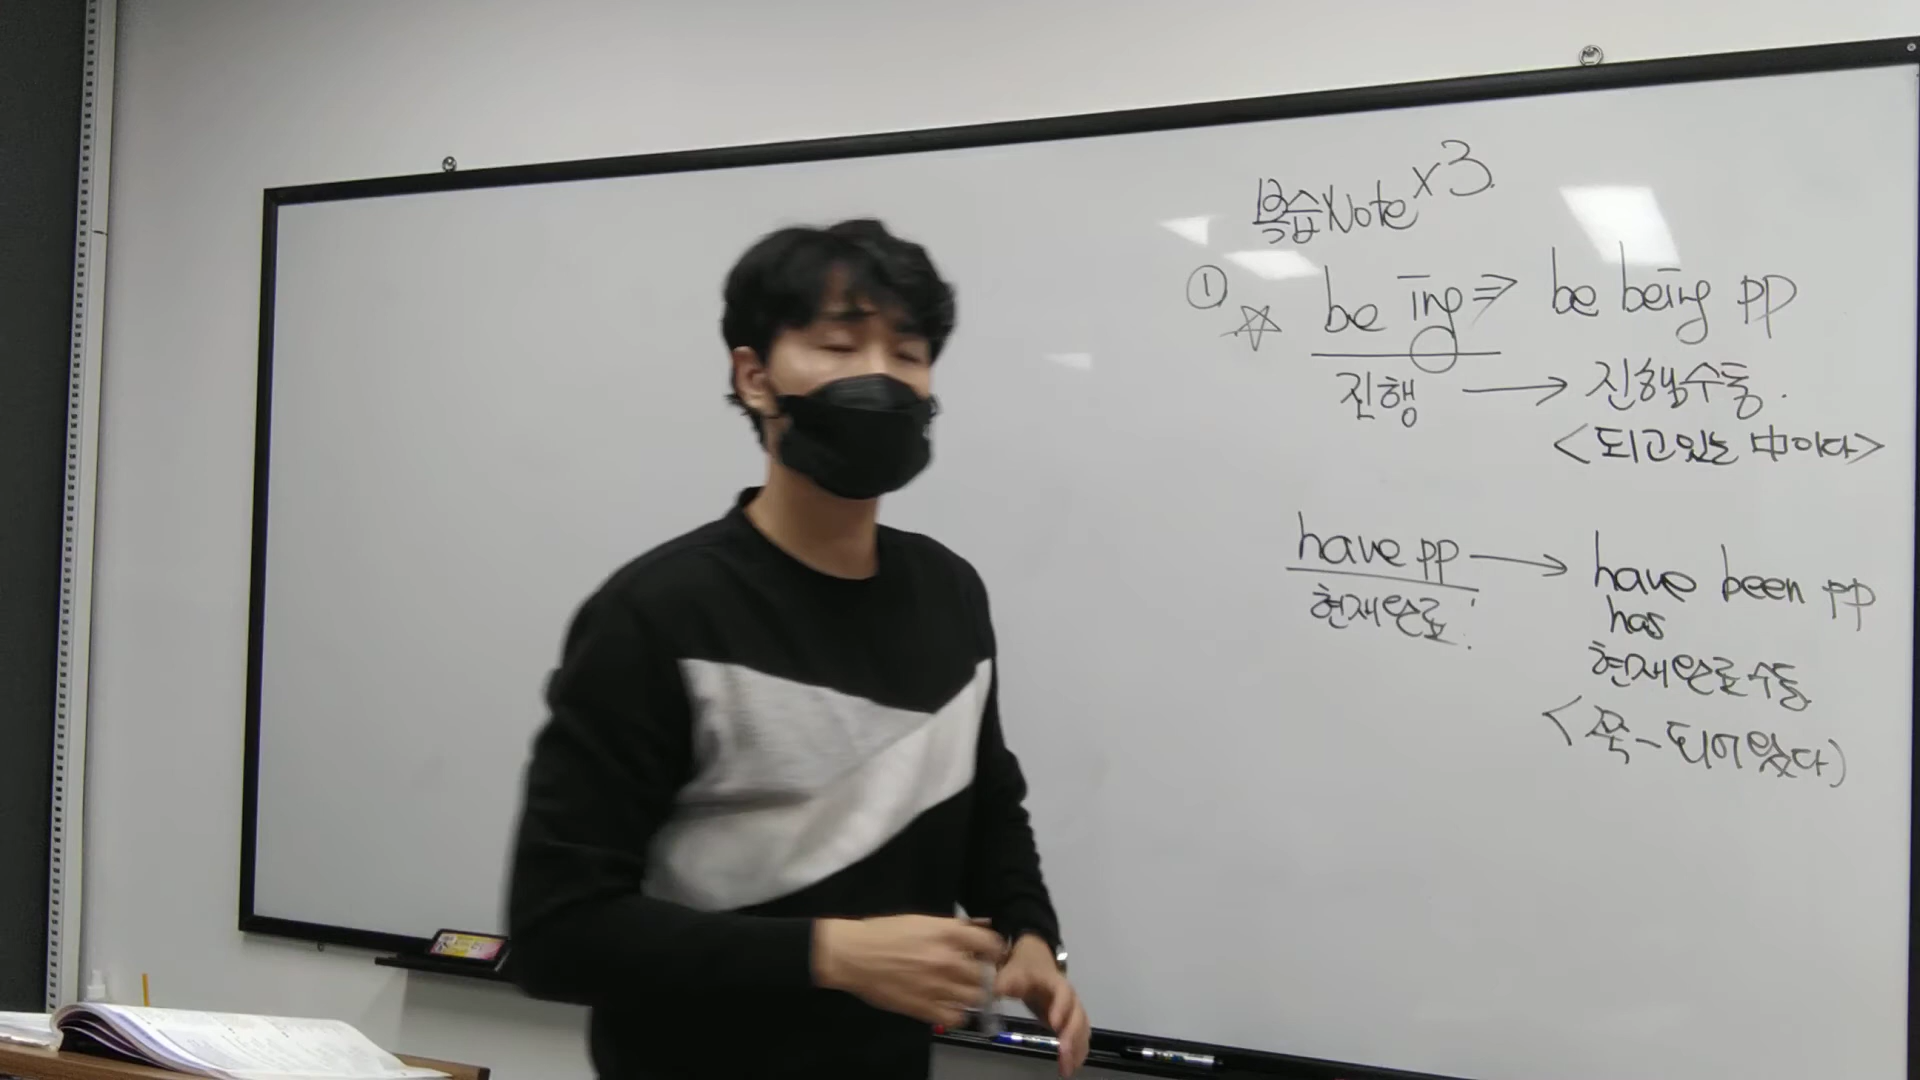 복습Note x3
① ☆ be ing ⇒ be being pp
진행 → 진행수동.
<되고있는 中이다>
have pp → have been pp
has
현재완료 현재완료수동
<쭉-되어왔다)